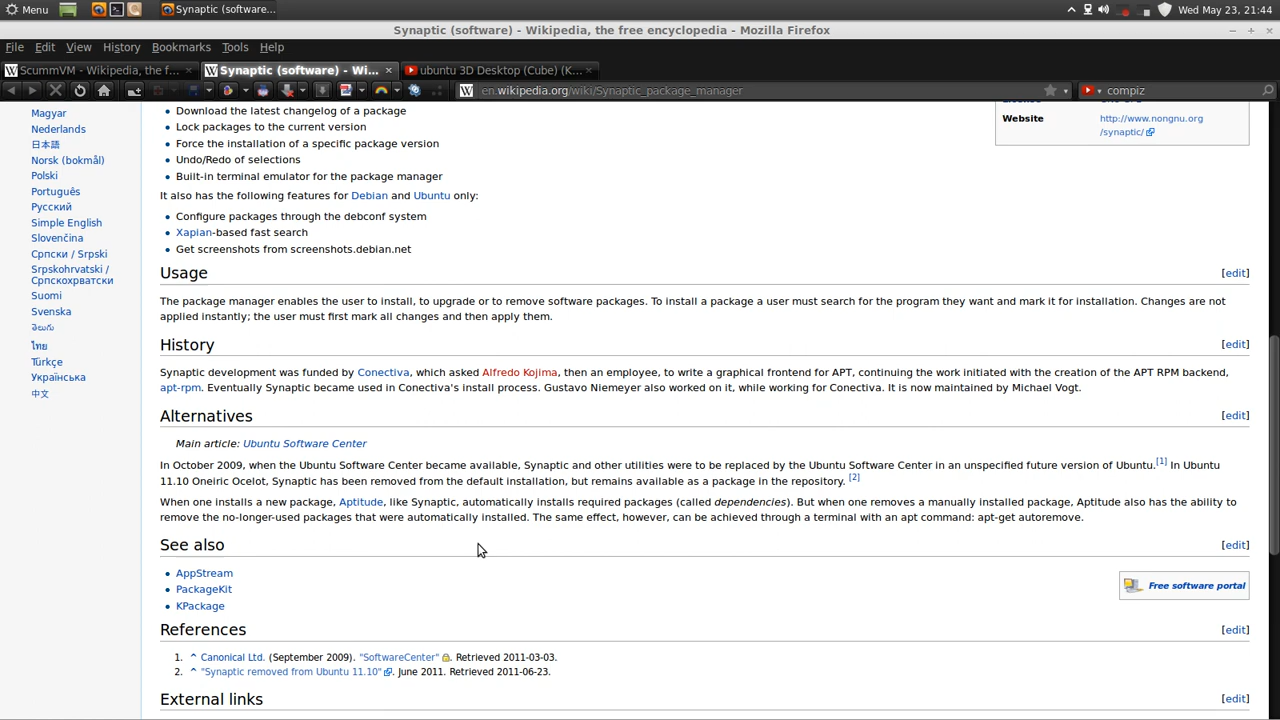 Menu
Synaptic (software...
Wed May 23, 21:44
Synaptic (software) - Wikipedia, the free encyclopedia - Mozilla Firefox
File Edit View History Bookmarks Tools Help
ScummVM - Wikipedia, the f...
Synaptic (software) - Wi...
ubuntu 3D Desktop (Cube) (K...
en.wikipedia.org/wiki/Synaptic_package_manager
compiz
Magyar
Nederlands
日本語
Norsk (bokmål)
Polski
Português
Русский
Simple English
Slovenčina
Српски / Srpski
Srpskohrvatski /
Српскохрватски
Suomi
Svenska
తెలుగు
ไทย
Türkçe
Українська
中文
Download the latest changelog of a package
Lock packages to the current version
Force the installation of a specific package version
Undo/Redo of selections
Built-in terminal emulator for the package manager
Website
http://www.nongnu.org
/synaptic/
It also has the following features for Debian and Ubuntu only:
Configure packages through the debconf system
Xapian-based fast search
Get screenshots from screenshots.debian.net
Usage [edit]
The package manager enables the user to install, to upgrade or to remove software packages. To install a package a user must search for the program they want and mark it for installation. Changes are not
applied instantly; the user must first mark all changes and then apply them.
History [edit]
Synaptic development was funded by Conectiva, which asked Alfredo Kojima, then an employee, to write a graphical frontend for APT, continuing the work initiated with the creation of the APT RPM backend,
apt-rpm. Eventually Synaptic became used in Conectiva's install process. Gustavo Niemeyer also worked on it, while working for Conectiva. It is now maintained by Michael Vogt.
Alternatives [edit]
Main article: Ubuntu Software Center
In October 2009, when the Ubuntu Software Center became available, Synaptic and other utilities were to be replaced by the Ubuntu Software Center in an unspecified future version of Ubuntu.[1] In Ubuntu
11.10 Oneiric Ocelot, Synaptic has been removed from the default installation, but remains available as a package in the repository. [2]
When one installs a new package, Aptitude, like Synaptic, automatically installs required packages (called dependencies). But when one removes a manually installed package, Aptitude also has the ability to
remove the no-longer-used packages that were automatically installed. The same effect, however, can be achieved through a terminal with an apt command: apt-get autoremove.
See also [edit]
AppStream
PackageKit
KPackage
Free software portal
References [edit]
1. ^ Canonical Ltd. (September 2009). "SoftwareCenter" . Retrieved 2011-03-03.
2. ^ "Synaptic removed from Ubuntu 11.10" . June 2011. Retrieved 2011-06-23.
External links [edit]